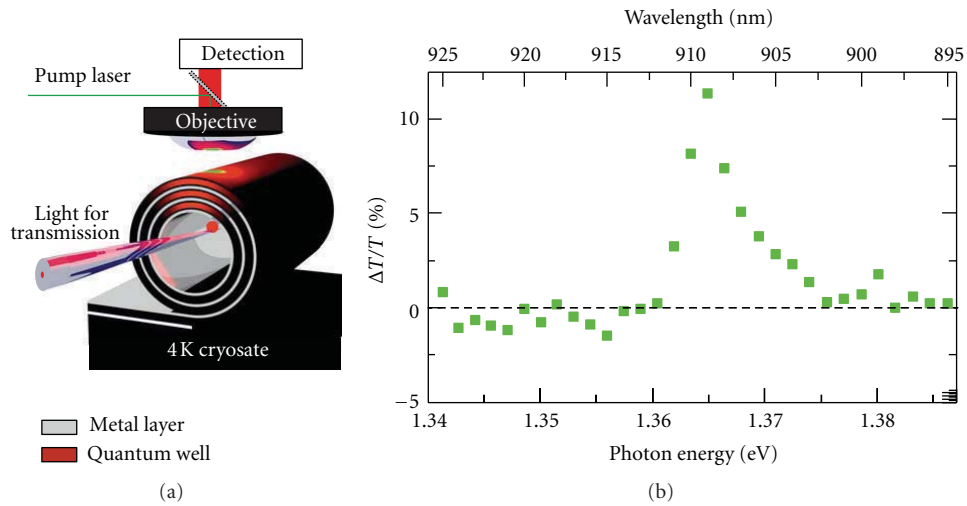 Detection
Pump laser
Objective
Light for
transmission
4 K cryosate
Metal layer
Quantum well
(a)
Wavelength (nm)
925 920 915 910 905 900 895
10
5
0
−5
ΔT/T (%)
1.34 1.35 1.36 1.37 1.38
Photon energy (eV)
(b)